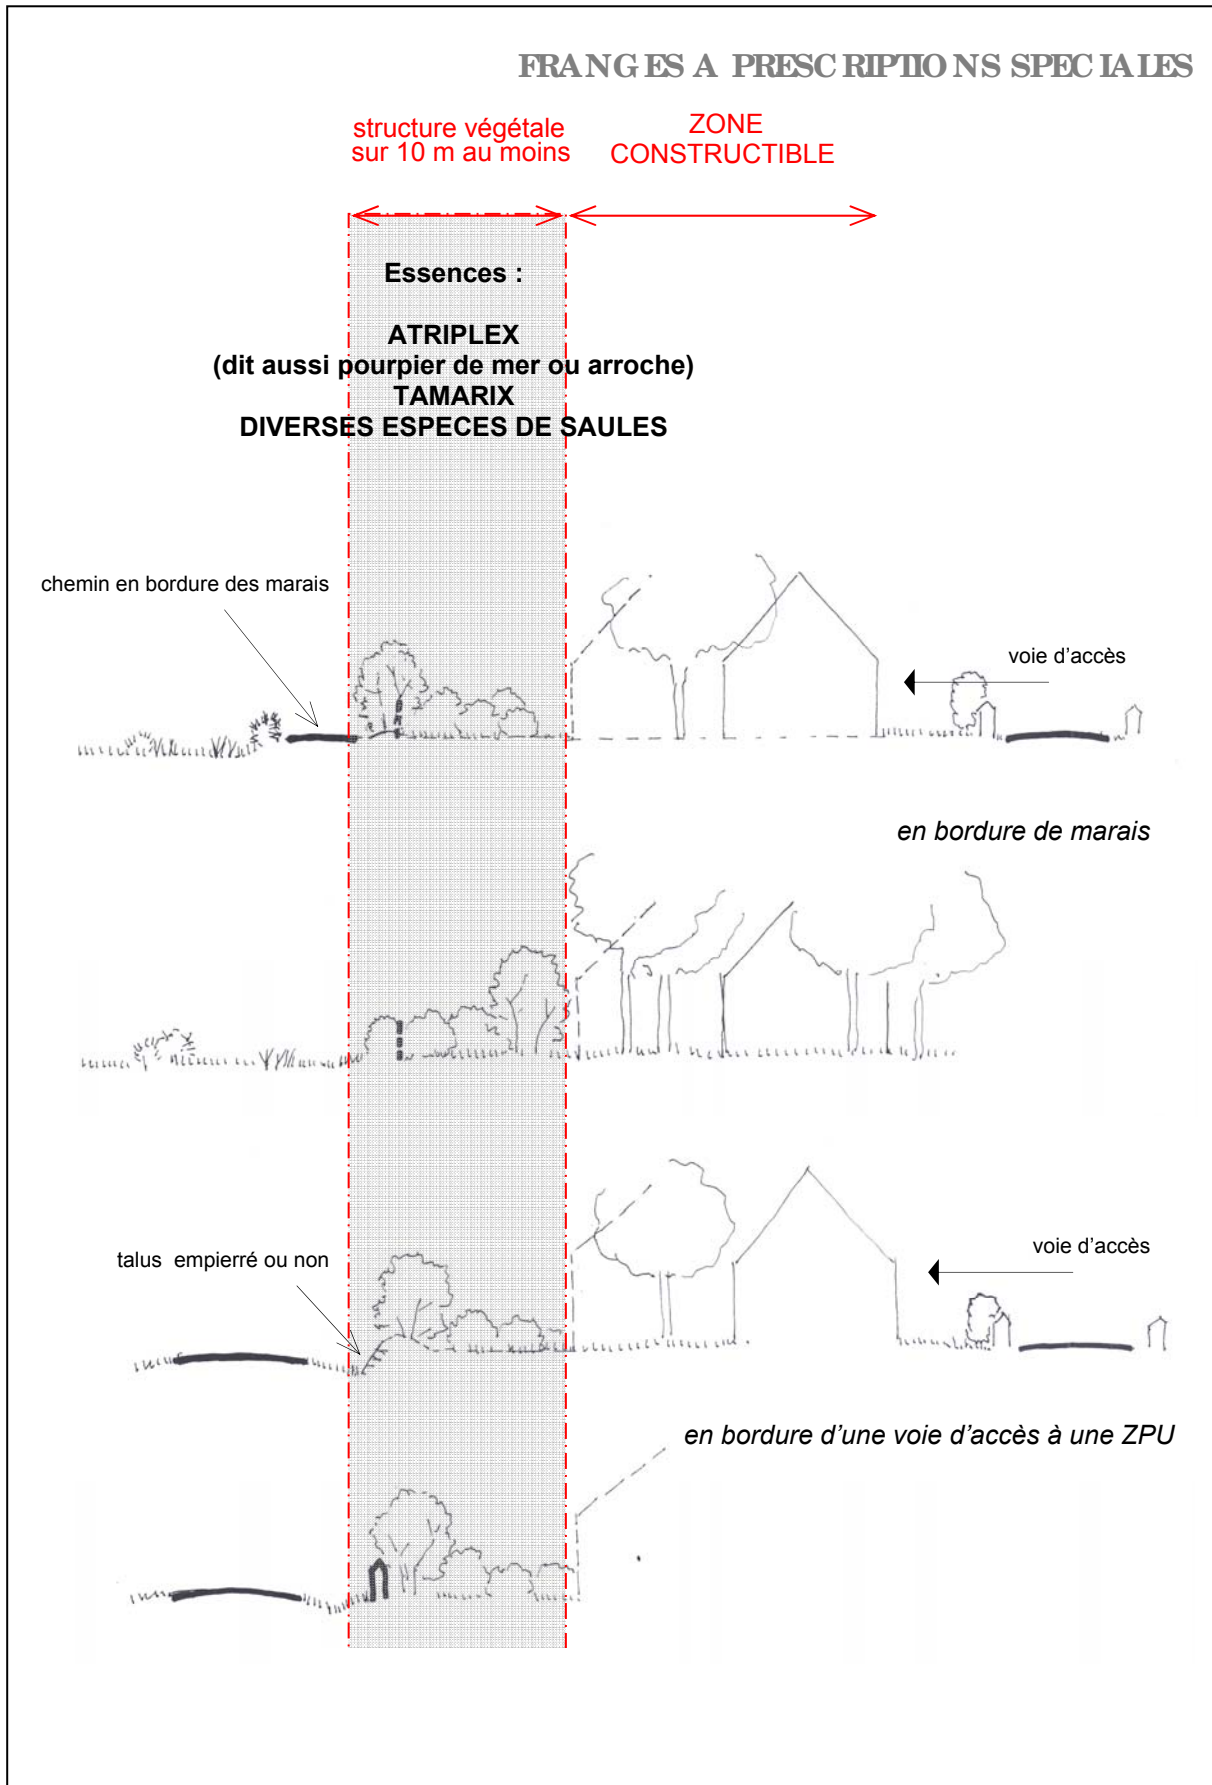 FRANGES A PRESCRIPTIONS SPECIALES
structure végétale
sur 10 m au moins
ZONE
CONSTRUCTIBLE
Essences :
ATRIPLEX
(dit aussi pourpier de mer ou arroche)
TAMARIX
DIVERSES ESPECES DE SAULES
chemin en bordure des marais
voie d'accès
en bordure de marais
talus empierré ou non
voie d'accès
en bordure d'une voie d'accès à une ZPU